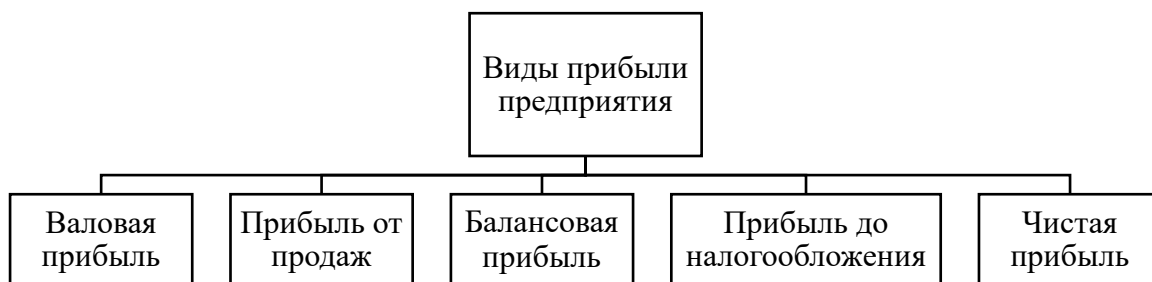 Виды прибыли
предприятия
Валовая
прибыль
Прибыль от
продаж
Балансовая
прибыль
Прибыль до
налогообложения
Чистая
прибыль